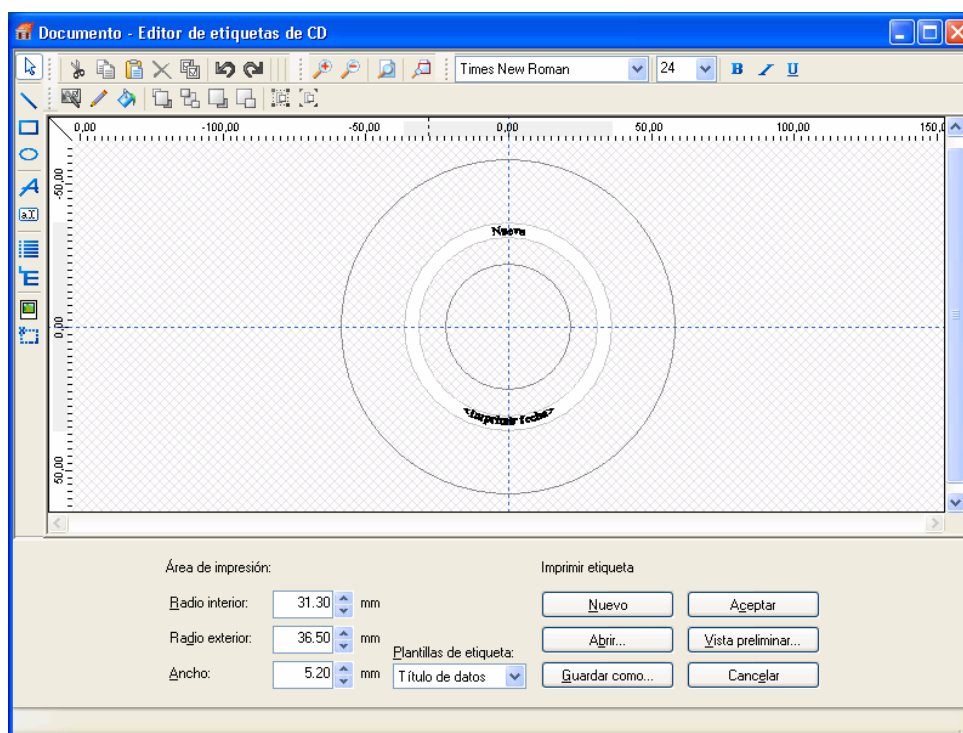 Documento - Editor de etiquetas de CD
Times New Roman 24 B I U
0,00 -100,00 -50,00 0,00 50,00 100,00 150,0
-50,00
0,00
50,00
Nueva
<Imprimir fecha>
Área de impresión: Imprimir etiqueta
Radio interior: 31.30 mm Nuevo Aceptar
Radio exterior: 36.50 mm Abrir... Vista preliminar...
Plantillas de etiqueta:
Ancho: 5.20 mm Título de datos Guardar como... Cancelar